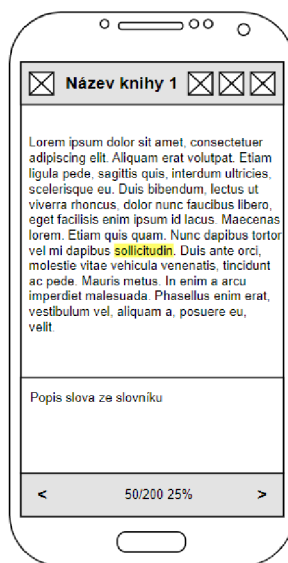 Název knihy 1
Lorem ipsum dolor sit amet, consectetuer
adipiscing elit. Aliquam erat volutpat. Etiam
ligula pede, sagittis quis, interdum ultricies,
scelerisque eu. Duis bibendum, lectus ut
viverra rhoncus, dolor nunc faucibus libero,
eget facilisis enim ipsum id lacus. Maecenas
lorem. Etiam quis quam. Nunc dapibus tortor
vel mi dapibus sollicitudin. Duis ante orci,
molestie vitae vehicula venenatis, tincidunt
ac pede. Mauris metus. In enim a arcu
imperdiet malesuada. Phasellus enim erat,
vestibulum vel, aliquam a, posuere eu,
velit.
Popis slova ze slovníku
< 50/200 25% >